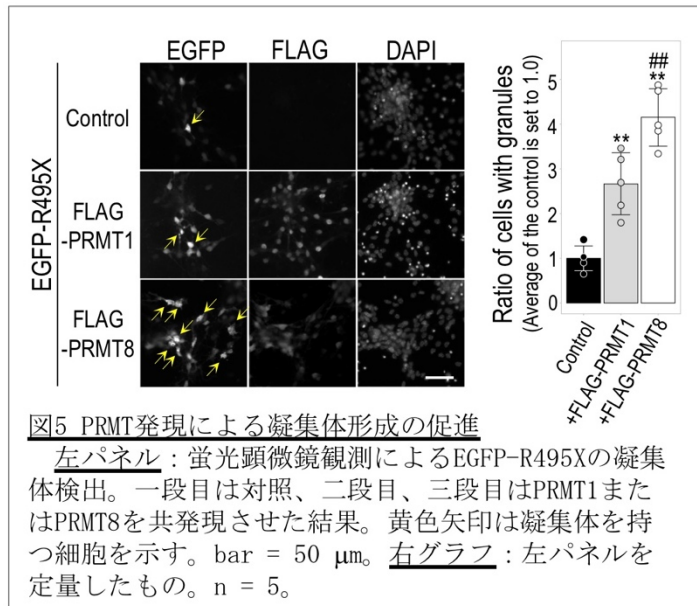 EGFP FLAG DAPI
EGFP-R495X
Control
FLAG
-PRMT1
FLAG
-PRMT8
Ratio of cells with granules
(Average of the control is set to 1.0)
5
4
3
2
1
0
**
##
**
Control
+FLAG-PRMT1
+FLAG-PRMT8
図5 PRMT発現による凝集体形成の促進
左パネル：蛍光顕微鏡観測によるEGFP-R495Xの凝集
体検出。一段目は対照、二段目、三段目はPRMT1また
はPRMT8を共発現させた結果。黄色矢印は凝集体を持
つ細胞を示す。bar = 50 μm。右グラフ：左パネルを
定量したもの。n = 5。